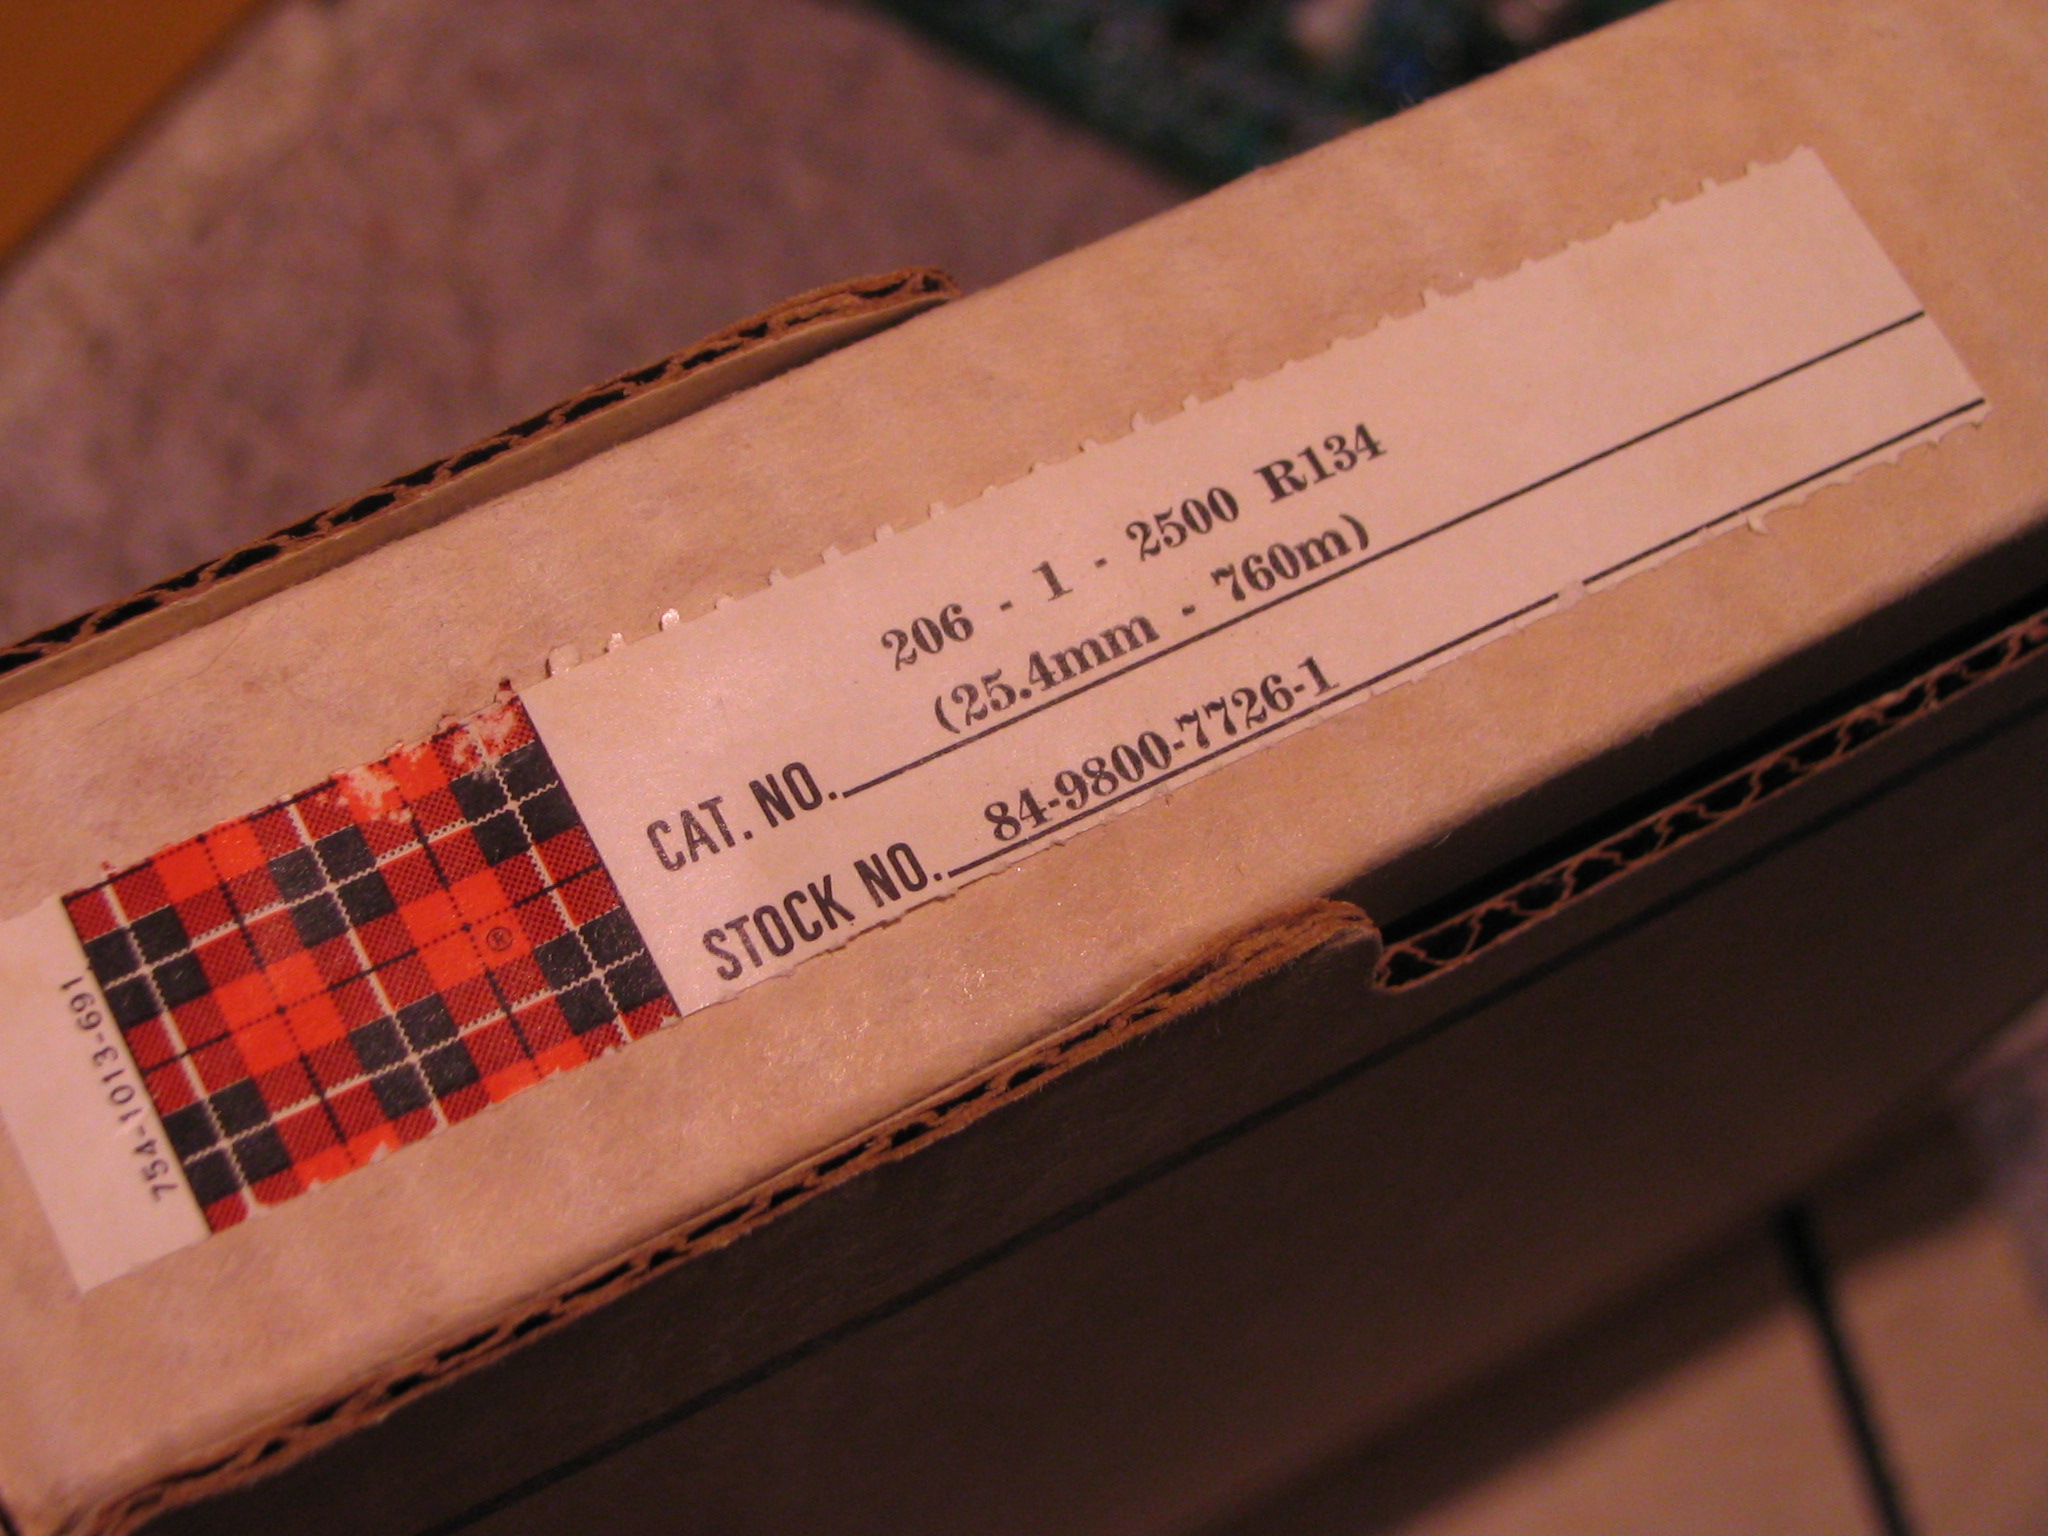 206 - 1 - 2500 R134
(25.4mm - 760m)
CAT. NO.
84-9800-7726-1
STOCK NO.
®
754-1013-691